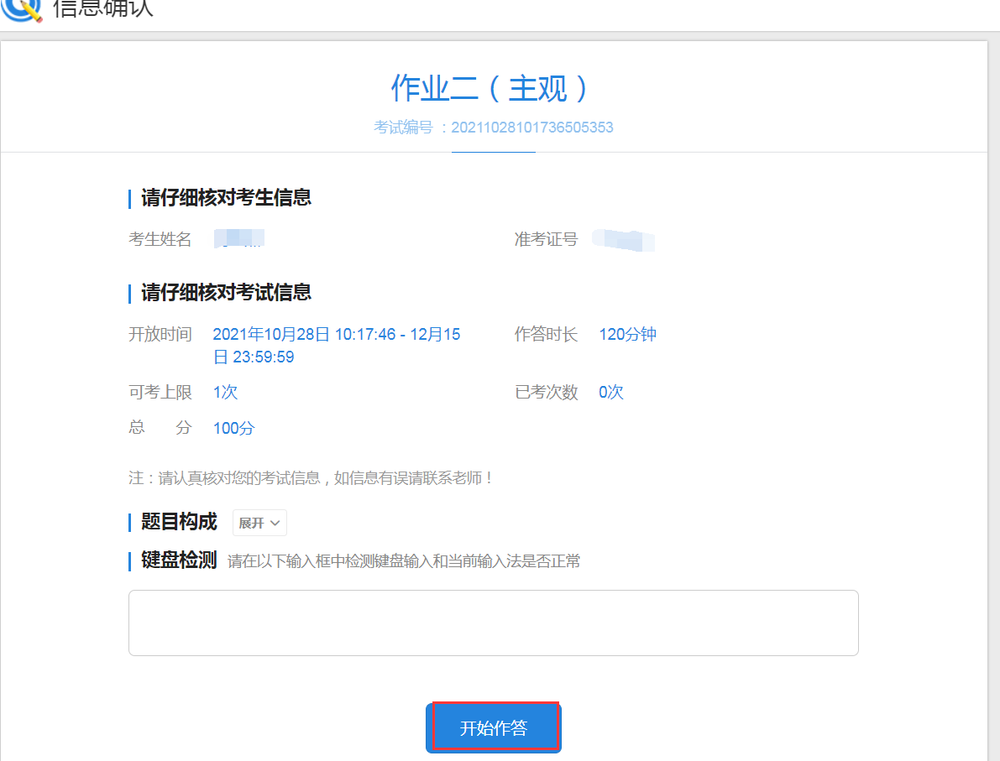 信息确认
作业二（主观）
考试编号：20211028101736505353
请仔细核对考生信息
考生姓名
准考证号
请仔细核对考试信息
开放时间 2021年10月28日 10:17:46 - 12月15
日 23:59:59
作答时长 120分钟
可考上限 1次
已考次数 0次
总 分 100分
注：请认真核对您的考试信息，如信息有误请联系老师！
题目构成 展开
键盘检测 请在以下输入框中检测键盘输入和当前输入法是否正常
开始作答